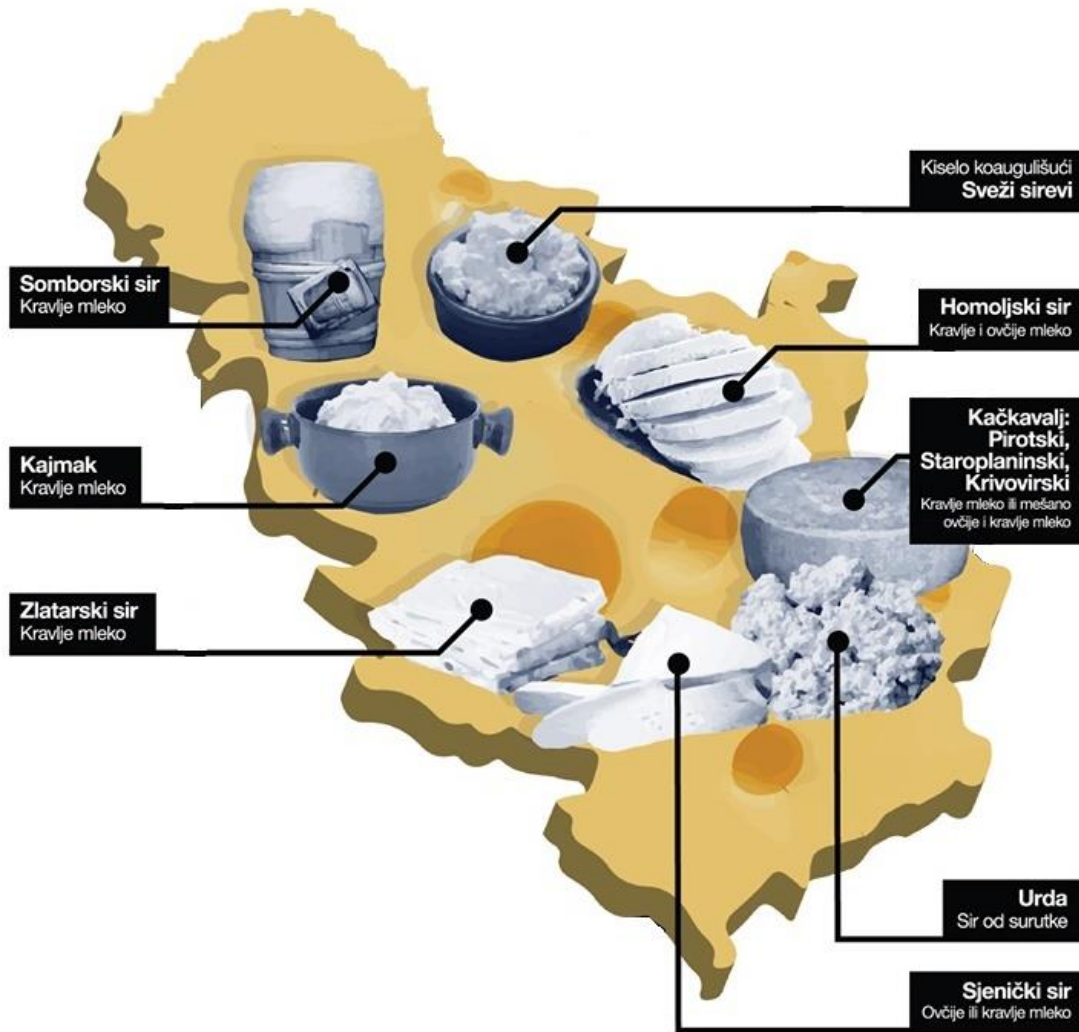 Kiselo koaugulišući
Sveži sirevi
Somborski sir
Kravlje mleko
Homoljski sir
Kravlje i ovčije mleko
Kačkavalj:
Pirotski,
Staroplaninski,
Krivovirski
Kravlje mleko ili mešano
ovčije i kravlje mleko
Kajmak
Kravlje mleko
Zlatarski sir
Kravlje mleko
Urda
Sir od surutke
Sjenički sir
Ovčije ili kravlje mleko